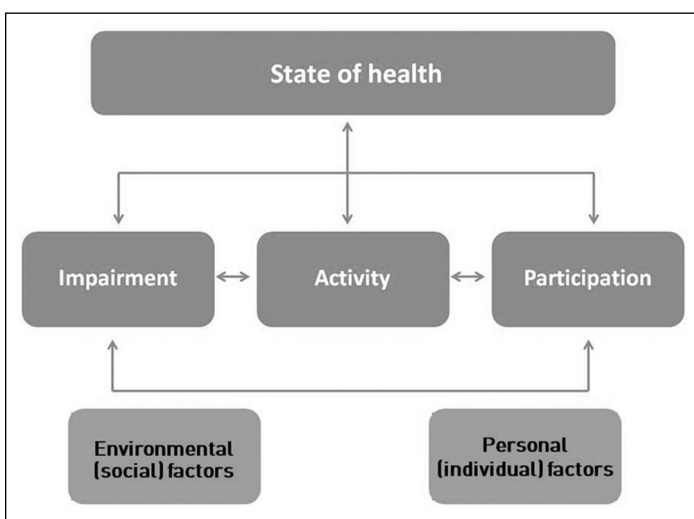 State of health
Impairment
Activity
Participation
Environmental
(social) factors
Personal
(individual) factors